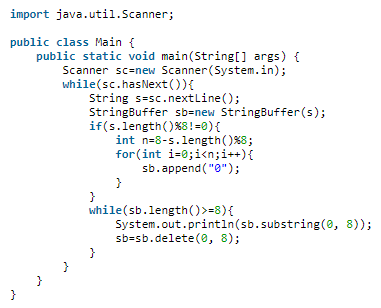 import java.util.Scanner;
public class Main {
    public static void main(String[] args) {
        Scanner sc=new Scanner(System.in);
        while(sc.hasNext()){
            String s=sc.nextLine();
            StringBuffer sb=new StringBuffer(s);
            if(s.length()%8!=0){
                int n=8-s.length()%8;
                for(int i=0;i<n;i++){
                    sb.append("0");
                }
            }
            while(sb.length()>=8){
                System.out.println(sb.substring(0, 8));
                sb=sb.delete(0, 8);
            }
        }
    }
}